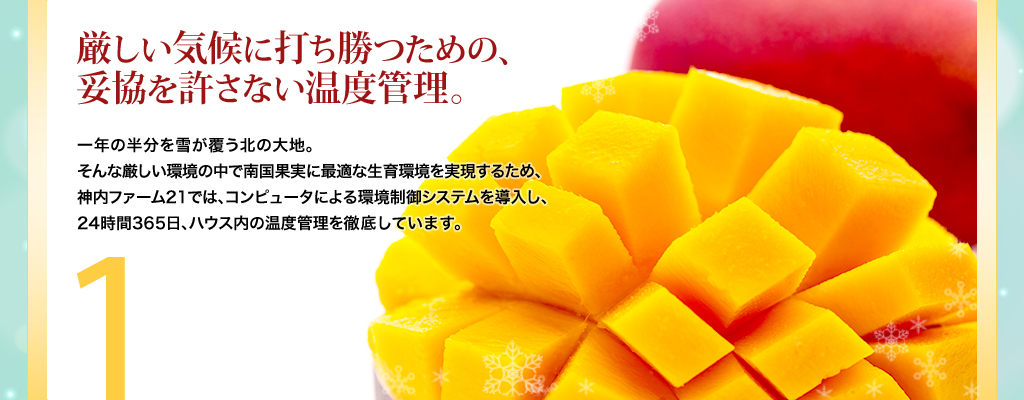 厳しい気候に打ち勝つための、
妥協を許さない温度管理。
一年の半分を雪が覆う北の大地。
そんな厳しい環境の中で南国果実に最適な生育環境を実現するため、
神内ファーム21では、コンピュータによる環境制御システムを導入し、
24時間365日、ハウス内の温度管理を徹底しています。
1